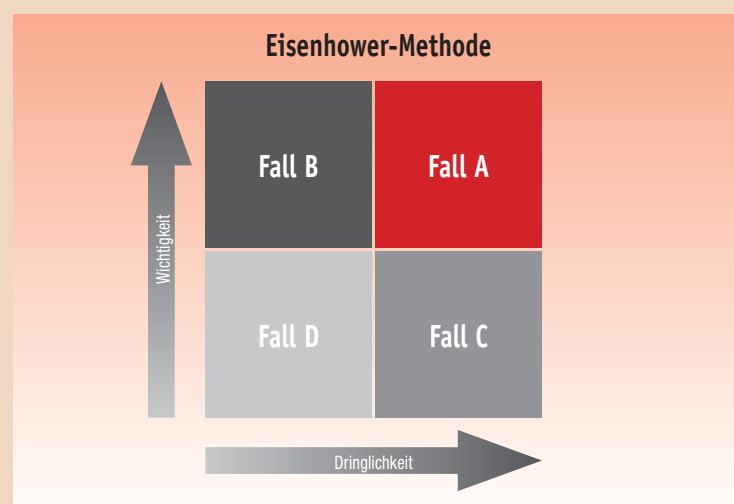 Eisenhower-Methode
Fall B
Fall A
Wichtigkeit
Fall D
Fall C
Dringlichkeit